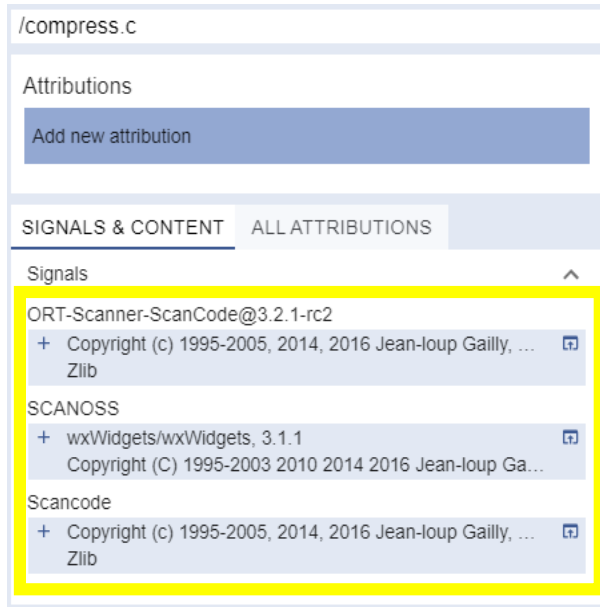 /compress.c
Attributions
Add new attribution
SIGNALS & CONTENT ALL ATTRIBUTIONS
Signals
ORT-Scanner-ScanCode@3.2.1-rc2
+ Copyright (c) 1995-2005, 2014, 2016 Jean-loup Gailly, ...
Zlib
SCANOSS
+ wxWidgets/wxWidgets, 3.1.1
Copyright (C) 1995-2003 2010 2014 2016 Jean-loup Ga...
Scancode
+ Copyright (c) 1995-2005, 2014, 2016 Jean-loup Gailly, ...
Zlib